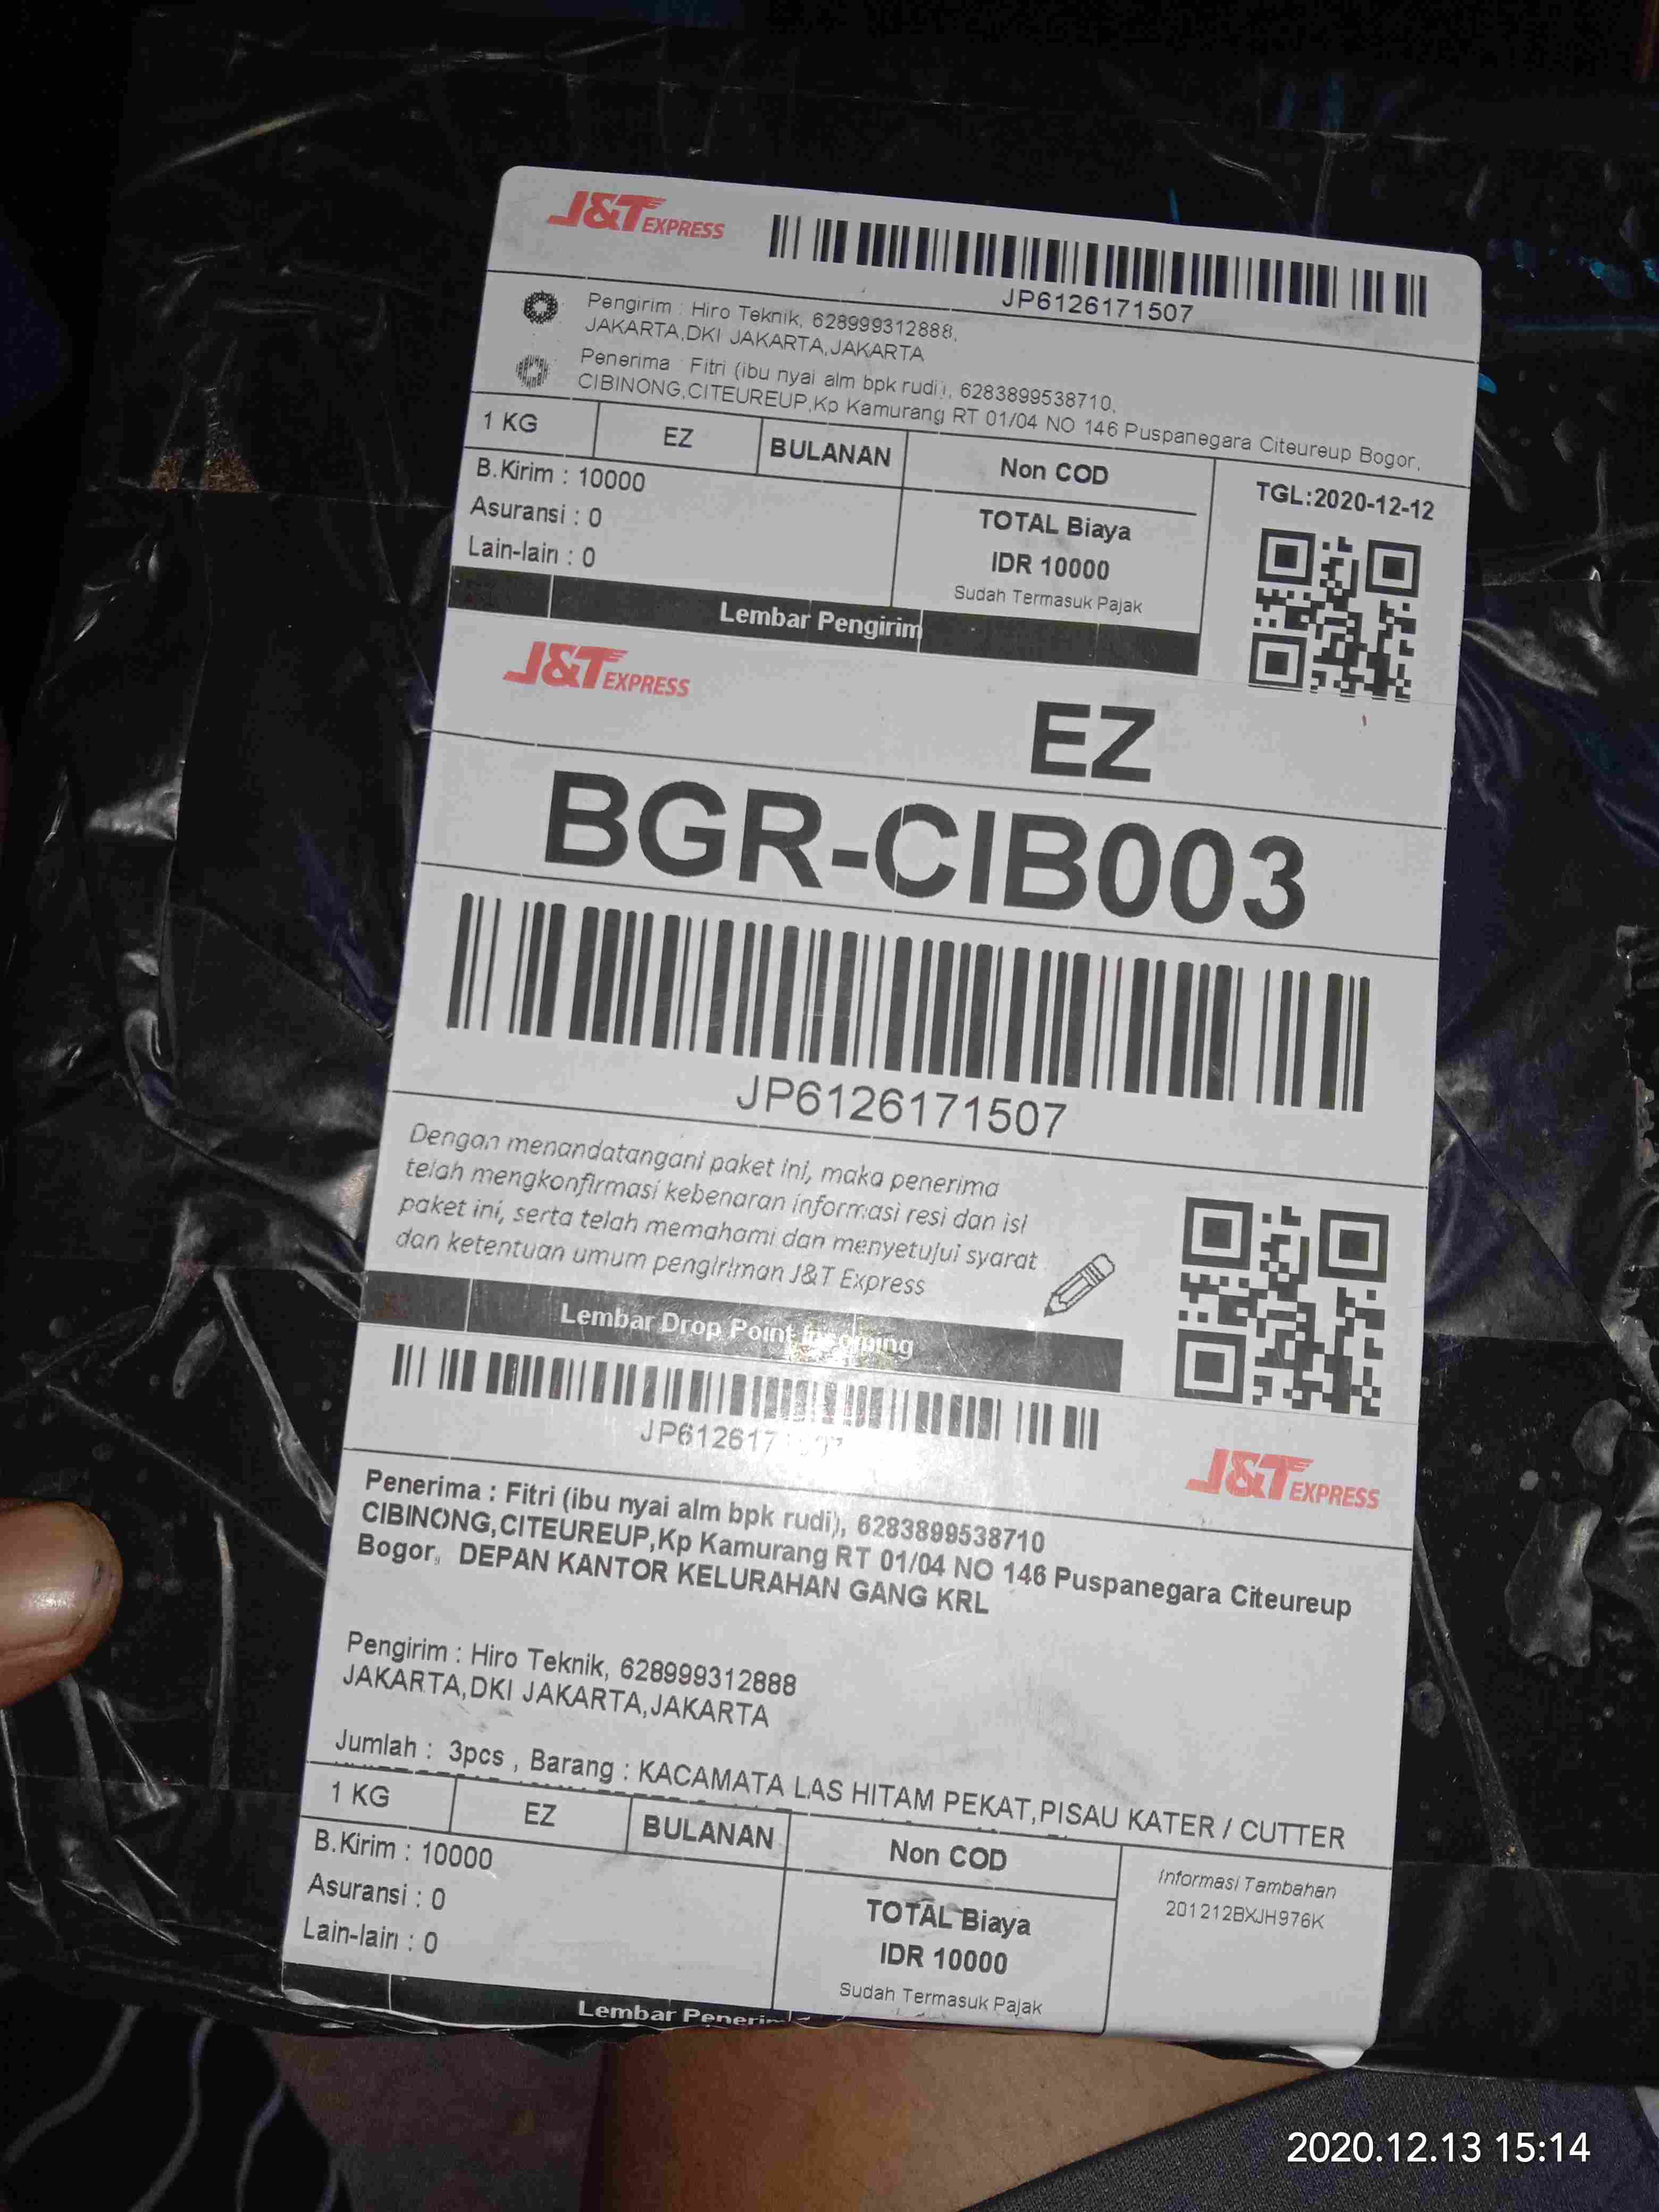 J&T EXPRESS
JP6126171507
Pengirim : Hiro Teknik, 628999312888,
JAKARTA,DKI JAKARTA,JAKARTA
Penerima : Fitri (ibu nyai alm bpk rudi), 6283899538710,
CIBINONG,CITEUREUP,Kp Kamurang RT 01/04 NO 146 Puspanegara Citeureup Bogor,
1 KG EZ BULANAN Non COD
TGL:2020-12-12
B.Kirim : 10000
Asuransi : 0
Lain-lain : 0
TOTAL Biaya
IDR 10000
Sudah Termasuk Pajak
Lembar Pengirim
J&T EXPRESS
EZ
BGR-CIB003
JP6126171507
Dengan menandatangani paket ini, maka penerima
telah mengkonfirmasi kebenaran informasi resi dan isi
paket ini, serta telah memahami dan menyetujui syarat
dan ketentuan umum pengiriman J&T Express
Lembar Drop Point
J&T EXPRESS
Penerima : Fitri (ibu nyai alm bpk rudi), 6283899538710
CIBINONG,CITEUREUP,Kp Kamurang RT 01/04 NO 146 Puspanegara Citeureup
Bogor, DEPAN KANTOR KELURAHAN GANG KRL
Pengirim : Hiro Teknik, 628999312888
JAKARTA,DKI JAKARTA,JAKARTA
Jumlah : 3pcs , Barang : KACAMATA LAS HITAM PEKAT,PISAU KATER / CUTTER
1 KG EZ BULANAN Non COD
B.Kirim : 10000
Asuransi : 0
Lain-lain : 0
TOTAL Biaya
IDR 10000
Sudah Termasuk Pajak
Informasi Tambahan
201212BXJH976K
Lembar
2020.12.13 15:14